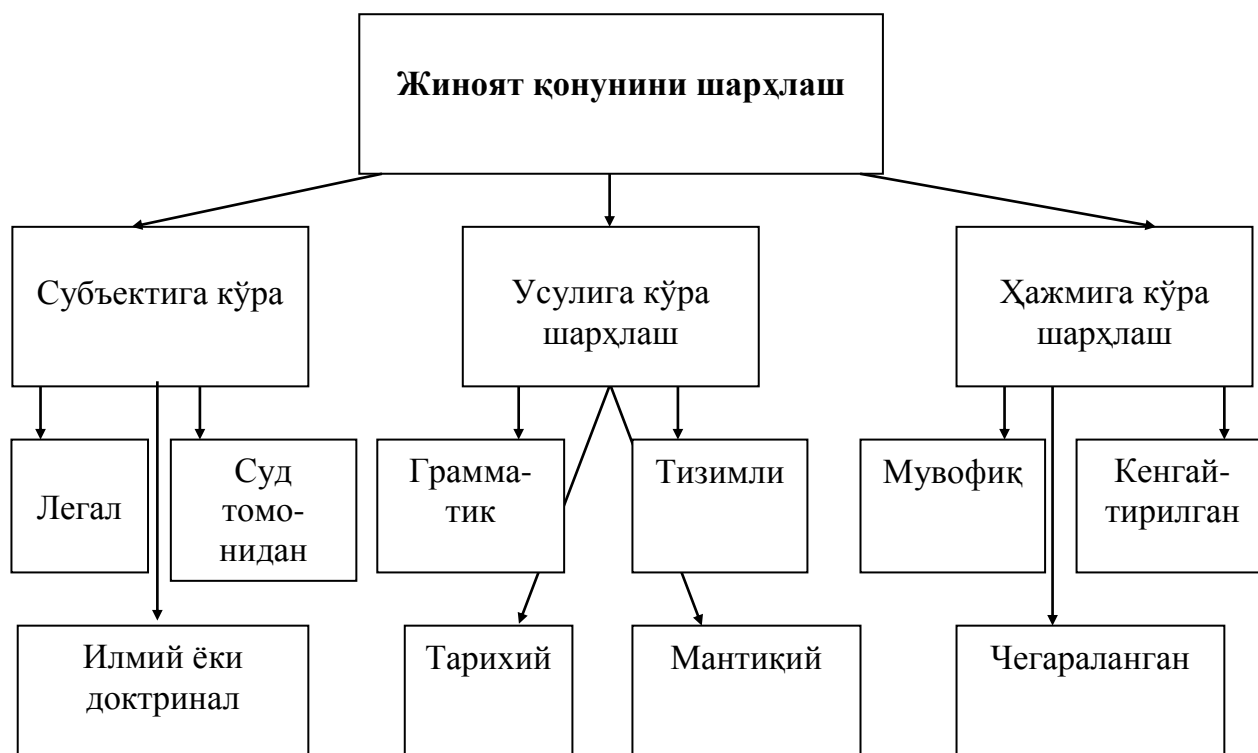 Жиноят қонунини шарҳлаш
Субъектига кўра
Усулига кўра
шарҳлаш
Ҳажмига кўра
шарҳлаш
Легал
Суд
томо-
нидан
Грамма-
тик
Тизимли
Мувофиқ
Кенгай-
тирилган
Илмий ёки
доктринал
Тарихий
Мантиқий
Чегараланган